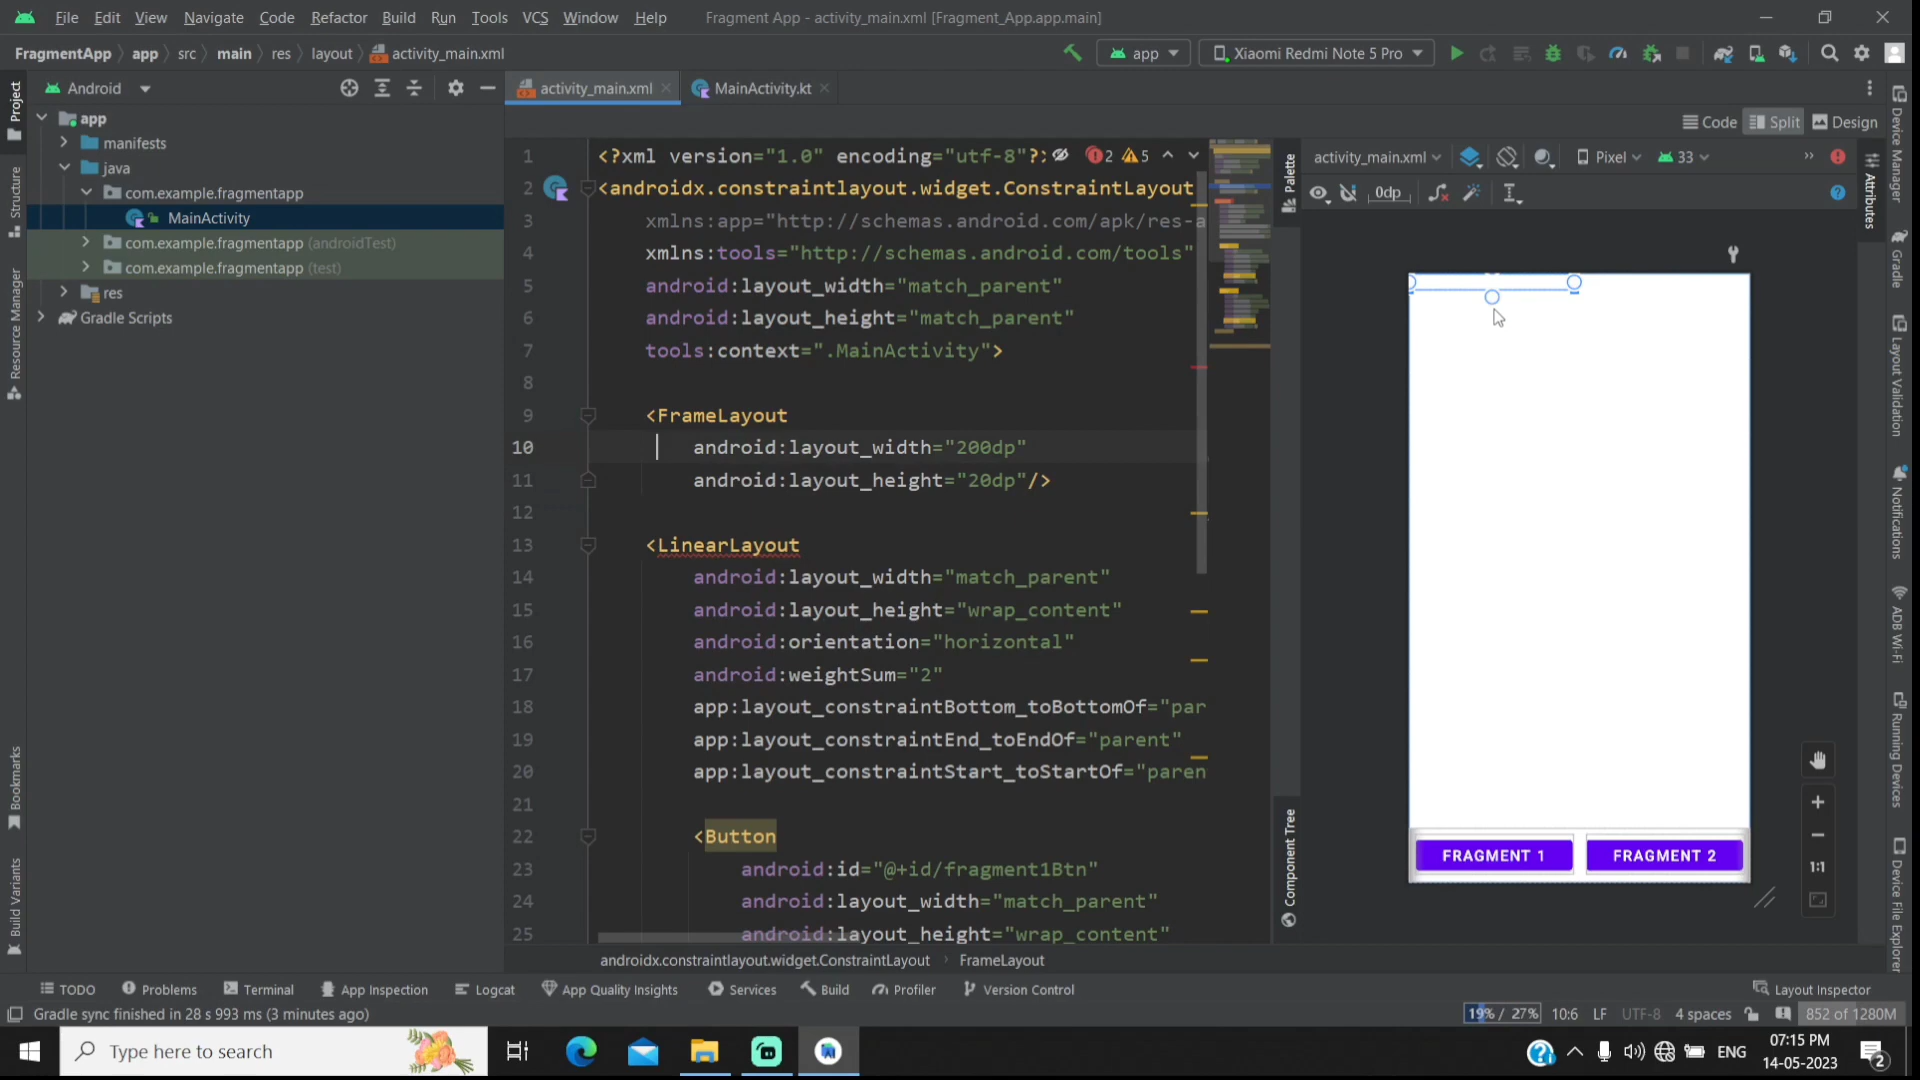 File Edit View Navigate Code Refactor Build Run Tools VCS Window Help Fragment App - activity_main.xml [Fragment_App.app.main]
FragmentApp app src main res layout activity_main.xml app Xiaomi Redmi Note 5 Pro
Android activity_main.xml MainActivity.kt
Code Split Design
app
manifests
java
com.example.fragmentapp
MainActivity
com.example.fragmentapp (androidTest)
com.example.fragmentapp (test)
res
Gradle Scripts
Project
Structure
Resource Manager
Bookmarks
Build Variants
1 <?xml version="1.0" encoding="utf-8"?> 2 5
2 <androidx.constraintlayout.widget.ConstraintLayout
3 xmlns:app="http://schemas.android.com/apk/res-a
4 xmlns:tools="http://schemas.android.com/tools"
5 android:layout_width="match_parent"
6 android:layout_height="match_parent"
7 tools:context=".MainActivity">
8
9 <FrameLayout
10 android:layout_width="200dp"
11 android:layout_height="20dp"/>
12
13 <LinearLayout
14 android:layout_width="match_parent"
15 android:layout_height="wrap_content"
16 android:orientation="horizontal"
17 android:weightSum="2"
18 app:layout_constraintBottom_toBottomOf="par
19 app:layout_constraintEnd_toEndOf="parent"
20 app:layout_constraintStart_toStartOf="paren
21
22 <Button
23 android:id="@+id/fragment1Btn"
24 android:layout_width="match_parent"
25 android:layout_height="wrap_content"
androidx.constraintlayout.widget.ConstraintLayout FrameLayout
Palette
Component Tree
activity_main.xml Pixel 33
0dp
FRAGMENT 1 FRAGMENT 2
1:1
Attributes
Device Manager
Gradle
Layout Validation
Notifications
ADB Wi-Fi
Running Devices
Device File Explorer
TODO Problems Terminal App Inspection Logcat App Quality Insights Services Build Profiler Version Control Layout Inspector
Gradle sync finished in 28 s 993 ms (3 minutes ago) 19% / 27% 10:6 LF UTF-8 4 spaces 852 of 1280M
Type here to search ENG 07:15 PM
14-05-2023
2